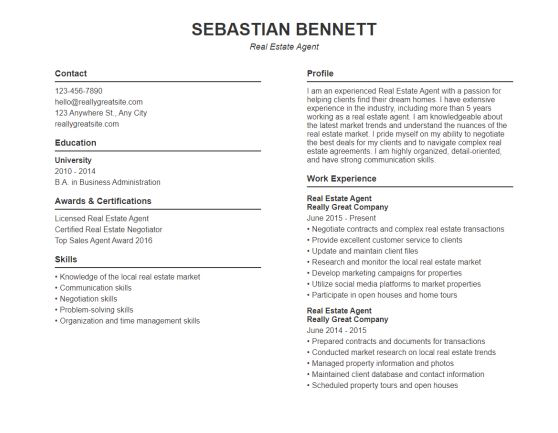 SEBASTIAN BENNETT
Real Estate Agent
Contact
123-456-7890
hello@reallygreatsite.com
123 Anywhere St., Any City
reallygreatsite.com
Education
University
2010 - 2014
B.A. in Business Administration
Awards & Certifications
Licensed Real Estate Agent
Certified Real Estate Negotiator
Top Sales Agent Award 2016
Skills
• Knowledge of the local real estate market
• Communication skills
• Negotiation skills
• Problem-solving skills
• Organization and time management skills
Profile
I am an experienced Real Estate Agent with a passion for
helping clients find their dream homes. I have extensive
experience in the industry, including more than 5 years
working as a real estate agent. I am knowledgeable about
the latest market trends and understand the nuances of the
real estate market. I pride myself on my ability to negotiate
the best deals for my clients and to navigate complex real
estate agreements. I am highly organized, detail-oriented,
and have strong communication skills.
Work Experience
Real Estate Agent
Really Great Company
June 2015 - Present
• Negotiate contracts and complex real estate transactions
• Provide excellent customer service to clients
• Update and maintain client files
• Research and monitor the local real estate market
• Develop marketing campaigns for properties
• Utilize social media platforms to market properties
• Participate in open houses and home tours
Real Estate Agent
Really Great Company
June 2014 - 2015
• Prepared contracts and documents for transactions
• Conducted market research on local real estate trends
• Managed property information and photos
• Maintained client database and contact information
• Scheduled property tours and open houses